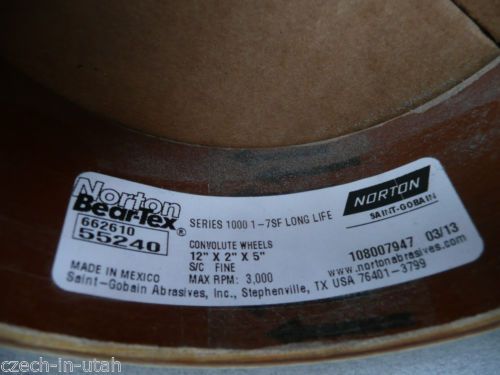 Norton
Bear-Tex®
662610
55240
MADE IN MEXICO
SERIES 1000 1-7SF LONG LIFE
CONVOLUTE WHEELS
12" X 2" X 5"
S/C FINE
MAX RPM: 3,000
Saint-Gobain Abrasives, Inc., Stephenville, TX USA 76401-3799
NORTON
SAINT-GOBAIN
108007947 03/13
www.nortonabrasives.com
czech-in-utah